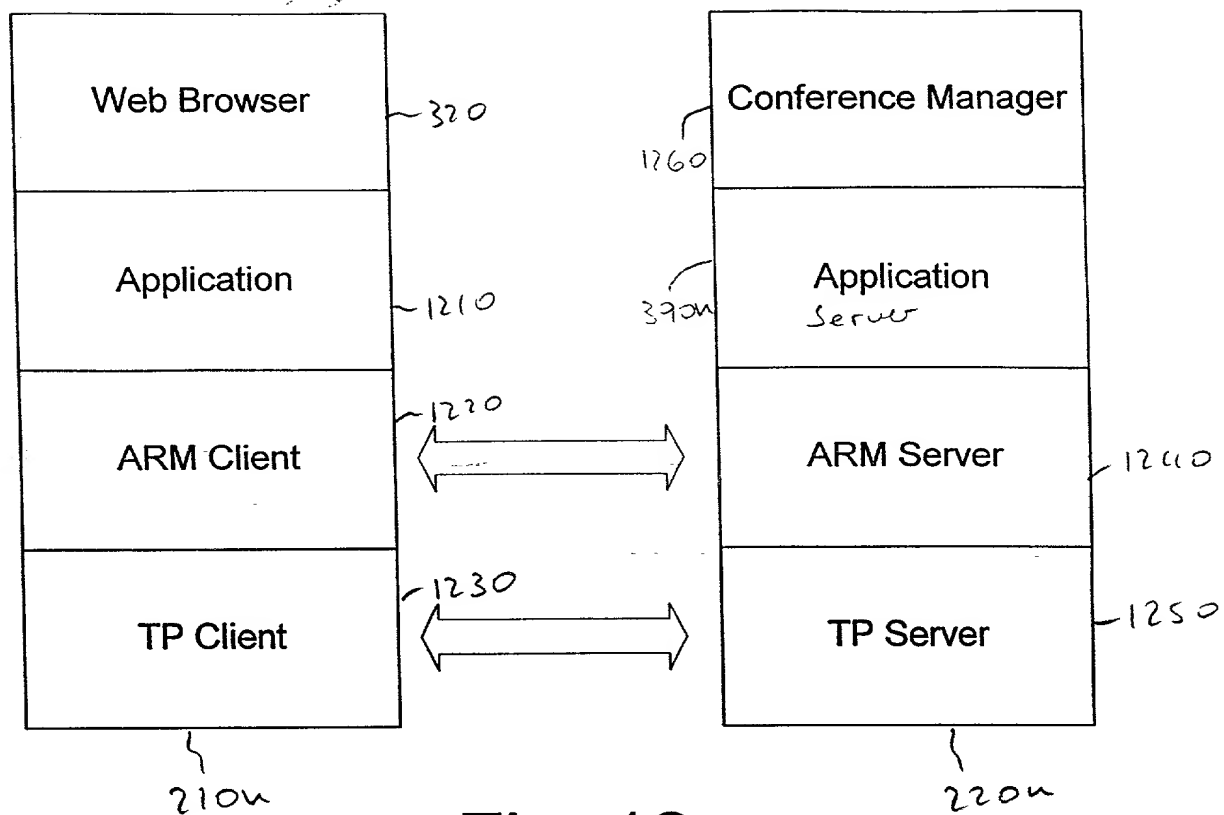 Web Browser
320
Conference Manager
1260
Application
1210
Application
Server
390n
ARM Client
1220
ARM Server
1240
TP Client
1230
TP Server
1250
210n
220n